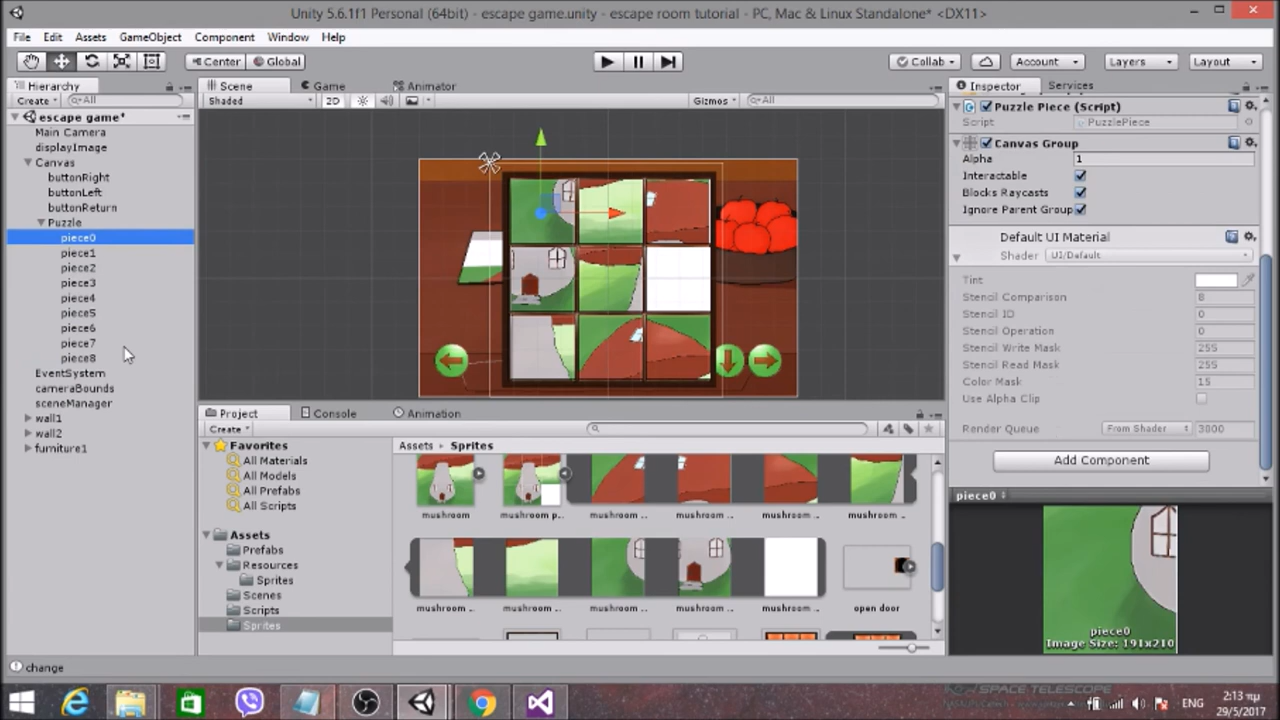 Unity 5.6.1f1 Personal (64bit) - escape game.unity - escape room tutorial - PC, Mac & Linux Standalone* <DX11>
File Edit Assets GameObject Component Window Help
Center Global Collab Account Layers Layout
Hierarchy
Create All
escape game*
Main Camera
displayImage
Canvas
buttonRight
buttonLeft
buttonReturn
Puzzle
piece0
piece1
piece2
piece3
piece4
piece5
piece6
piece7
piece8
EventSystem
cameraBounds
sceneManager
wall1
wall2
furniture1
Scene Game Animator
Shaded 2D Gizmos All
Project Console Animation
Create
Favorites
All Materials
All Models
All Prefabs
All Scripts
Assets
Prefabs
Resources
Sprites
Scenes
Scripts
Sprites
Assets Sprites
mushroom mushroom p... mushroom .. mushroom .. mushroom .. mushroom ..
mushroom .. mushroom .. mushroom .. mushroom .. mushroom .. open door
Inspector Services
Puzzle Piece (Script)
Script PuzzlePiece
Canvas Group
Alpha 1
Interactable
Blocks Raycasts
Ignore Parent Group
Default UI Material
Shader UI/Default
Tint
Stencil Comparison 8
Stencil ID 0
Stencil Operation 0
Stencil Write Mask 255
Stencil Read Mask 255
Color Mask 15
Use Alpha Clip
Render Queue From Shader 3000
Add Component
piece0
piece0
Image Size: 191x210
change
SPACE TELESCOPE
ΕΝG
2:13 πμ
29/5/2017